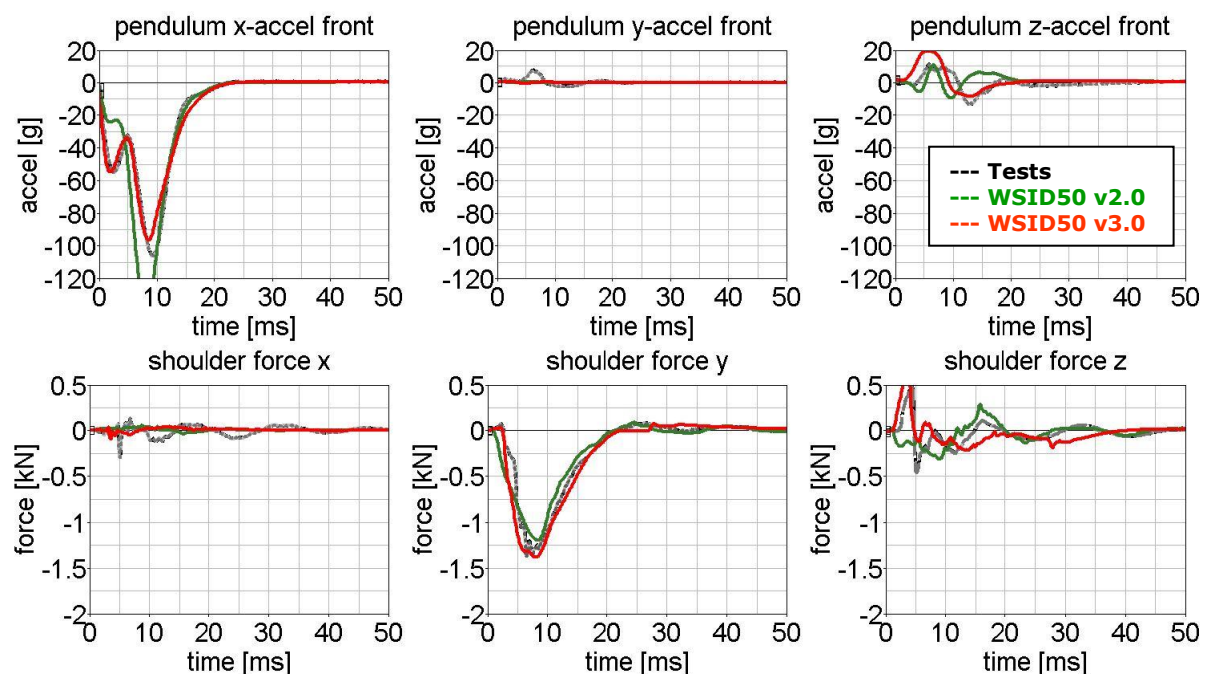 pendulum x-accel front
pendulum y-accel front
pendulum z-accel front
20
0
-20
-40
-60
-80
-100
-120
accel [g]
0 10 20 30 40 50
time [ms]
20
0
-20
-40
-60
-80
-100
-120
accel [g]
0 10 20 30 40 50
time [ms]
20
0
-20
-40
-60
-80
-100
-120
accel [g]
0 10 20 30 40 50
time [ms]
Tests
WSID50 v2.0
WSID50 v3.0
shoulder force x
shoulder force y
shoulder force z
0.5
0
-0.5
-1
-1.5
-2
force [kN]
0 10 20 30 40 50
time [ms]
0.5
0
-0.5
-1
-1.5
-2
force [kN]
0 10 20 30 40 50
time [ms]
0.5
0
-0.5
-1
-1.5
-2
force [kN]
0 10 20 30 40 50
time [ms]